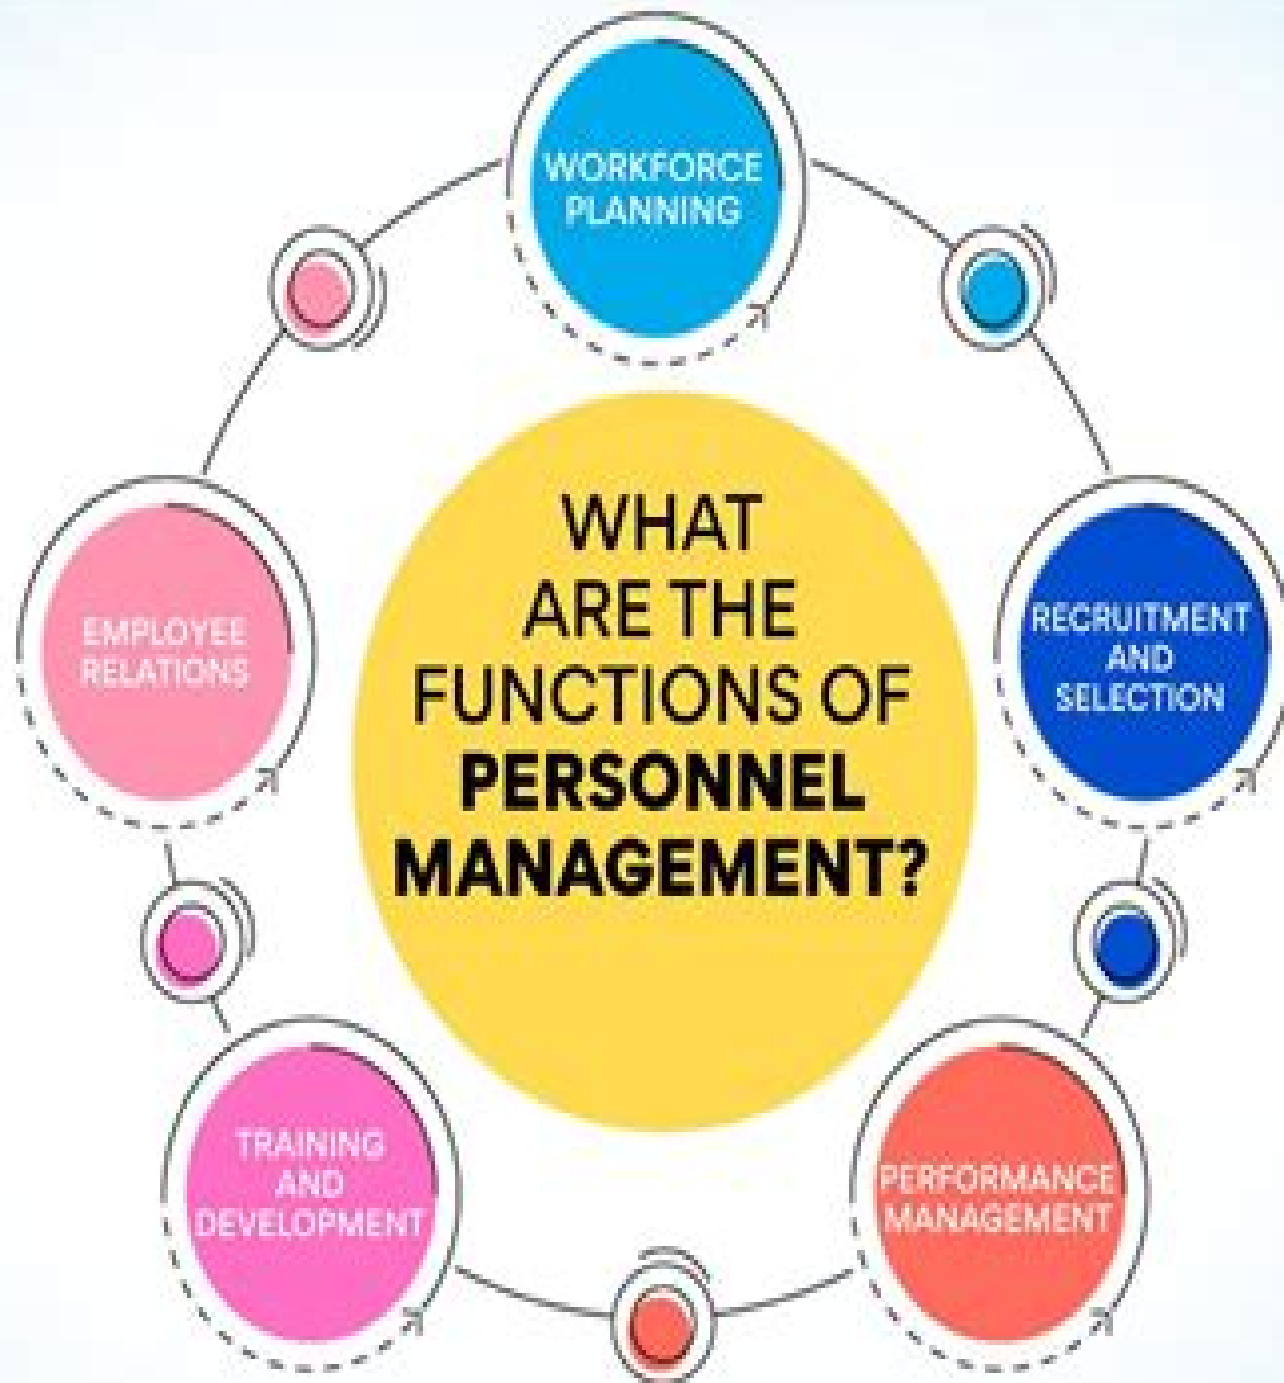 WORKFORCE
PLANNING
WHAT
ARE THE
FUNCTIONS OF
PERSONNEL
MANAGEMENT?
RECRUITMENT
AND
SELECTION
PERFORMANCE
MANAGEMENT
TRAINING
AND
DEVELOPMENT
EMPLOYEE
RELATIONS